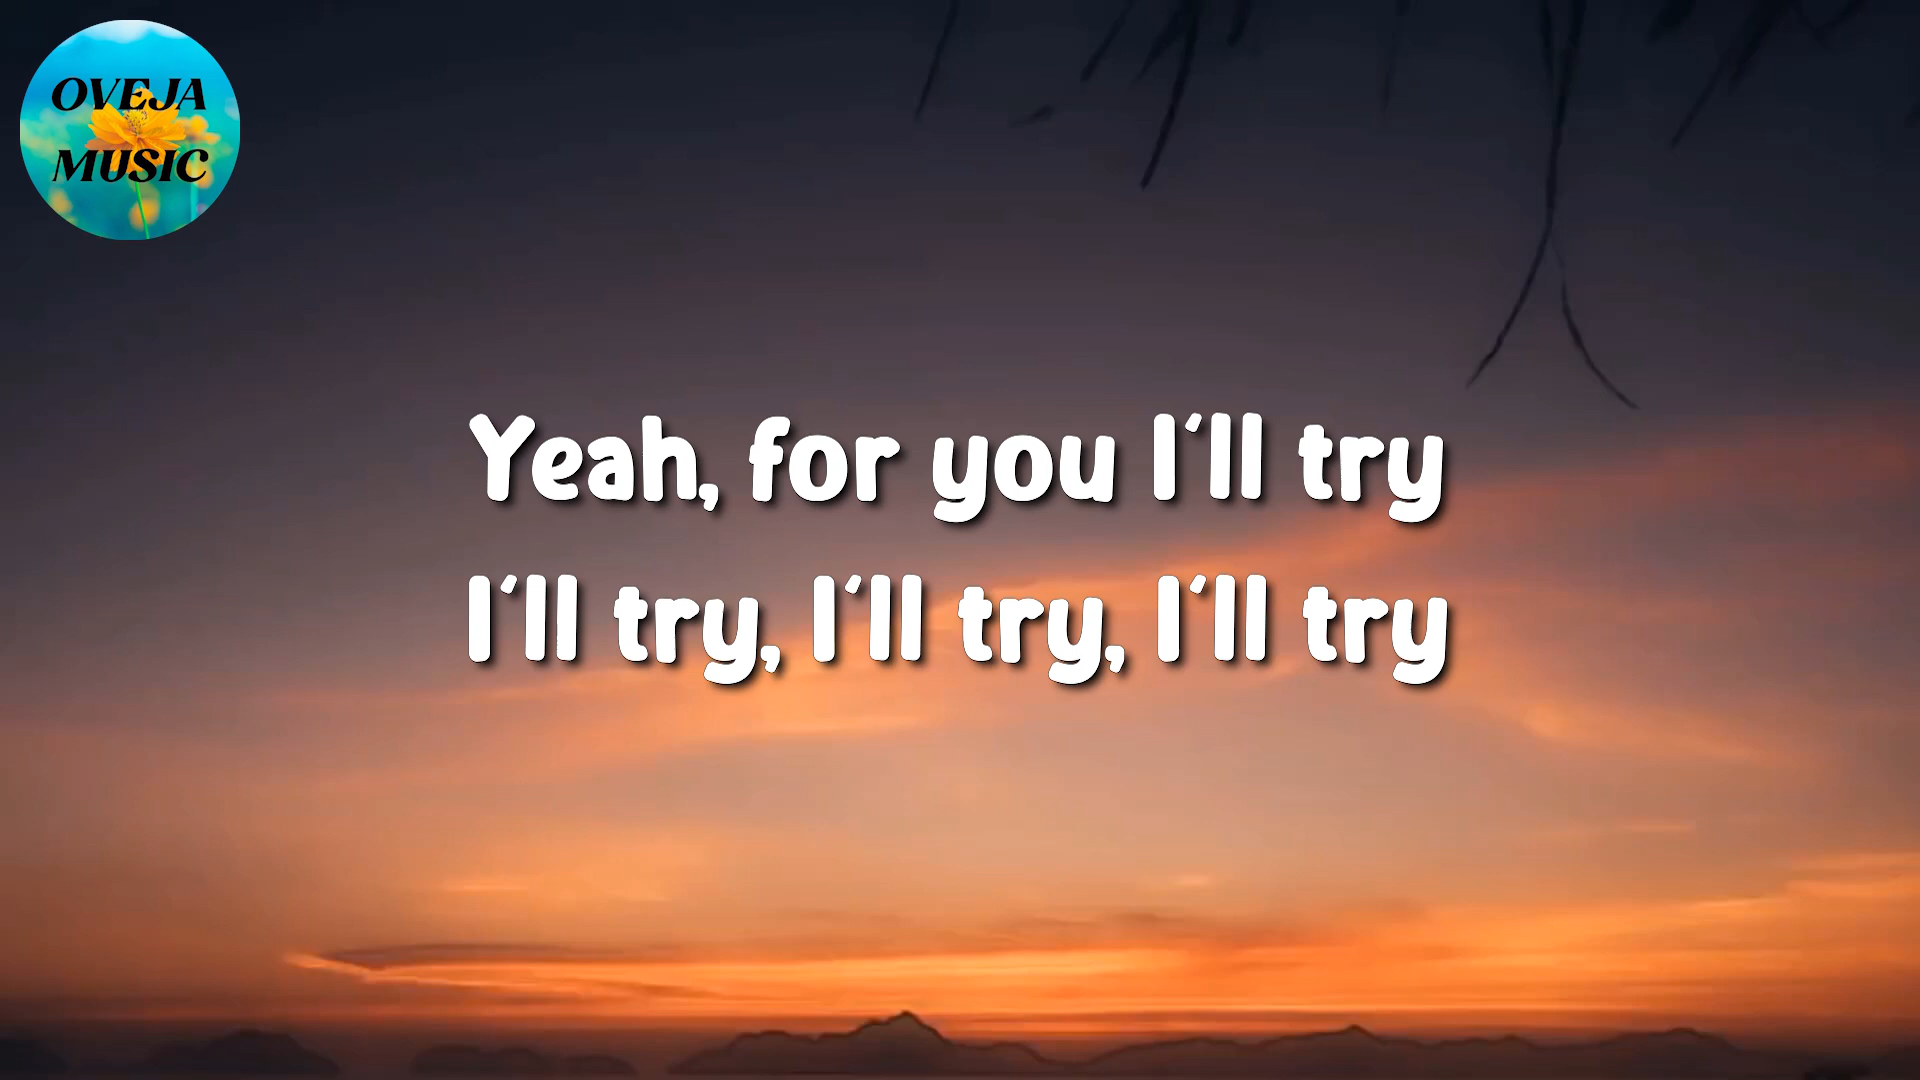 OVEJA
MUSIC
Yeah, for you I'll try
I'll try, I'll try, I'll try